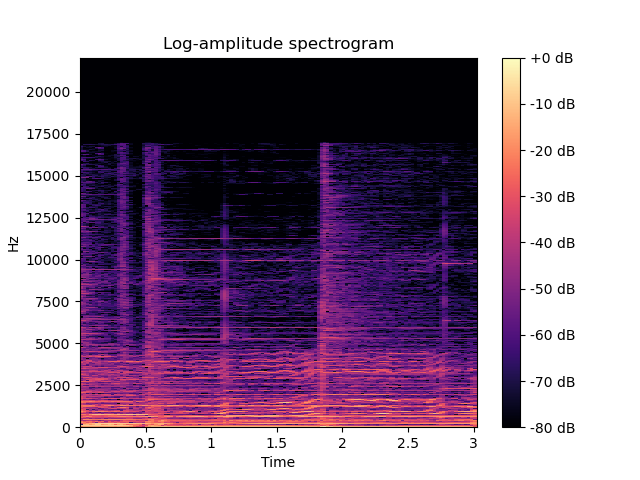 Log-amplitude spectrogram
Hz
20000
17500
15000
12500
10000
7500
5000
2500
0
0 0.5 1 1.5 2 2.5 3
Time
+0 dB
-10 dB
-20 dB
-30 dB
-40 dB
-50 dB
-60 dB
-70 dB
-80 dB